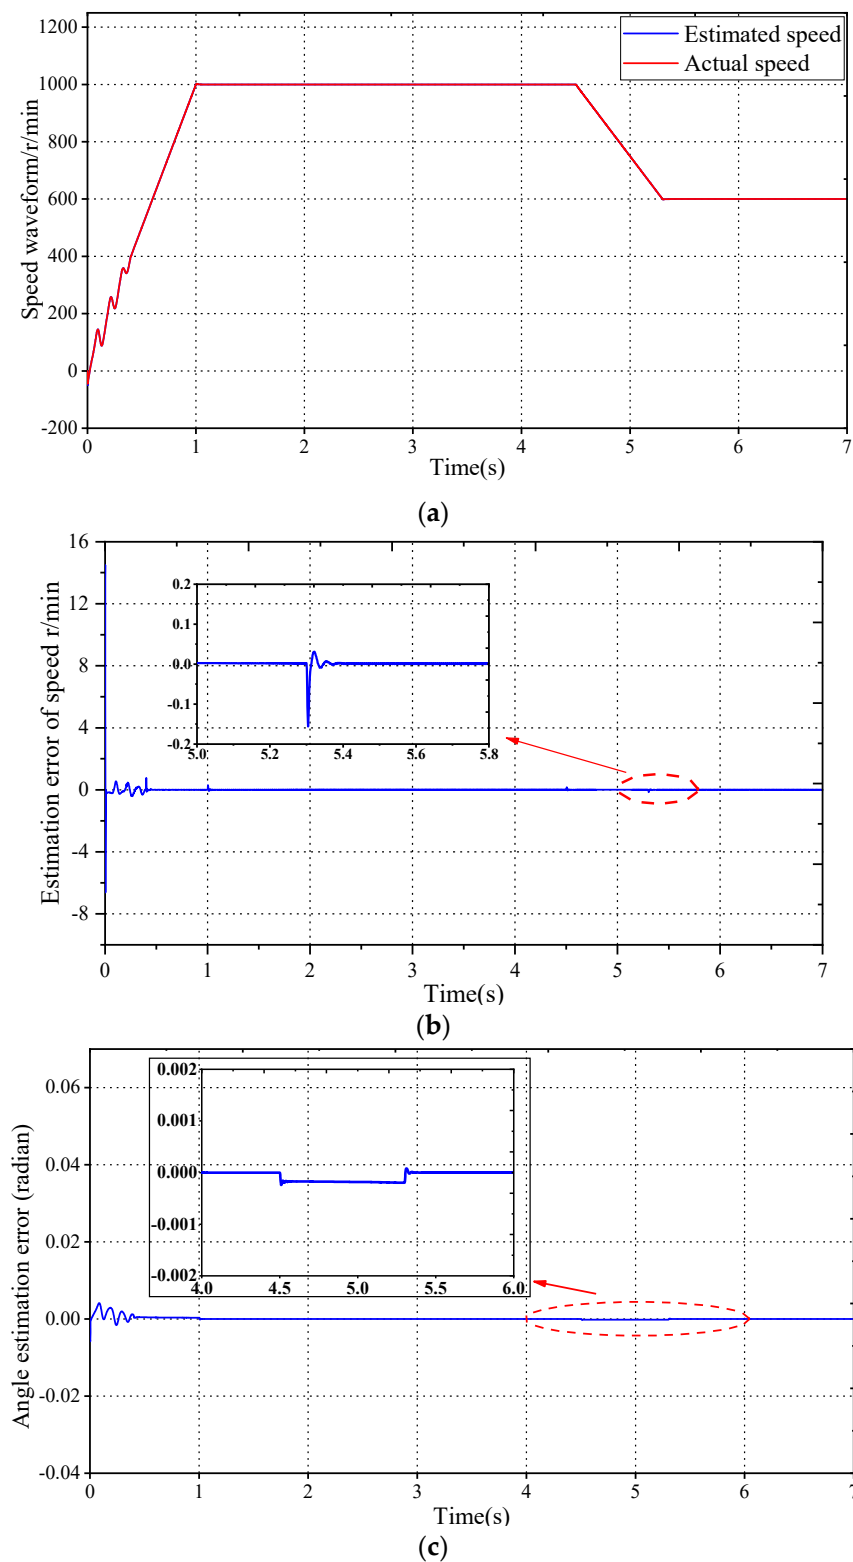 1200
1000
800
600
400
200
0
-200
Speed waveform/r/min
Estimated speed
Actual speed
0 1 2 3 4 5 6 7
Time(s)
(a)
16
12
8
4
0
-4
-8
Estimation error of speed r/min
0.2
0.1
0.0
-0.1
-0.2
5.0 5.2 5.4 5.6 5.8
0 1 2 3 4 5 6 7
Time(s)
(b)
0.06
0.04
0.02
0.00
-0.02
-0.04
Angle estimation error (radian)
0.002
0.001
0.000
-0.001
-0.002
4.0 4.5 5.0 5.5 6.0
0 1 2 3 4 5 6 7
Time(s)
(c)